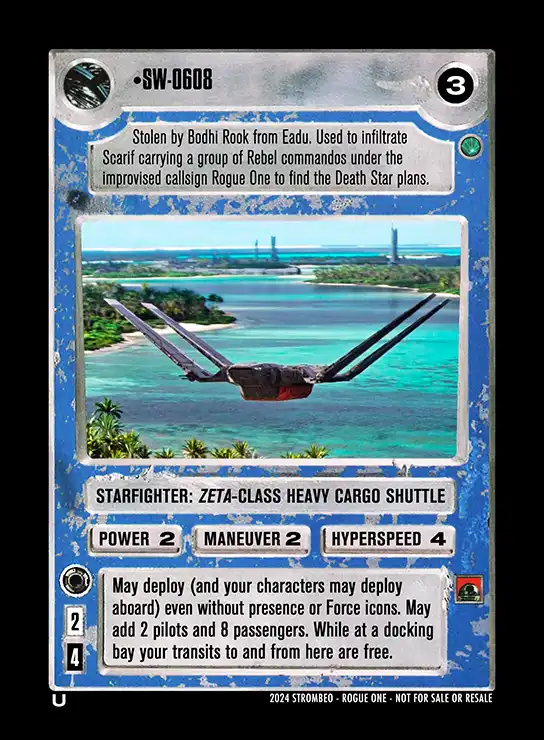 •SW-0608
3
Stolen by Bodhi Rook from Eadu. Used to infiltrate
Scarif carrying a group of Rebel commandos under the
improvised callsign Rogue One to find the Death Star plans.
STARFIGHTER: ZETA-CLASS HEAVY CARGO SHUTTLE
POWER 2 MANEUVER 2 HYPERSPEED 4
May deploy (and your characters may deploy
aboard) even without presence or Force icons. May
add 2 pilots and 8 passengers. While at a docking
bay your transits to and from here are free.
2
4
U
2024 STROMBEO - ROGUE ONE - NOT FOR SALE OR RESALE